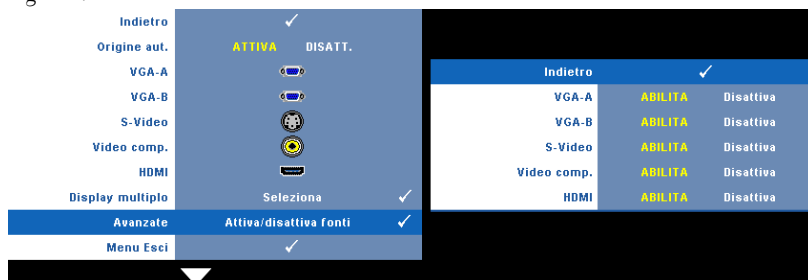 Indietro
Origine aut. ATTIVA DISATT.
VGA-A
VGA-B
S-Video
Video comp.
HDMI
Display multiplo Seleziona
Avanzate Attiva/disattiva fonti
Menu Esci
Indietro
VGA-A ABILITA Disattiva
VGA-B ABILITA Disattiva
S-Video ABILITA Disattiva
Video comp. ABILITA Disattiva
HDMI ABILITA Disattiva